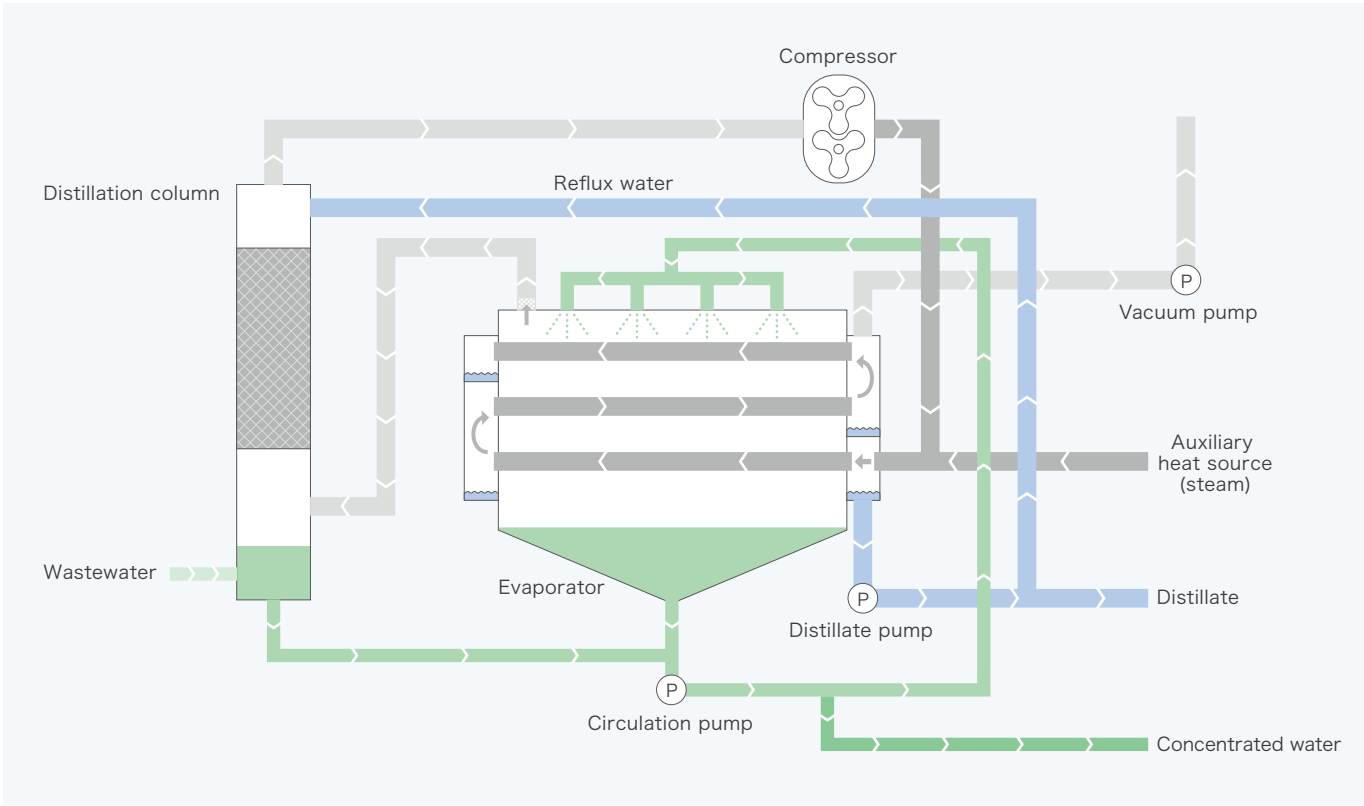 Compressor
Distillation column
Reflux water
P
Vacuum pump
Auxiliary
heat source
(steam)
Wastewater
Evaporator
P
Distillate
Distillate pump
P
Circulation pump
Concentrated water